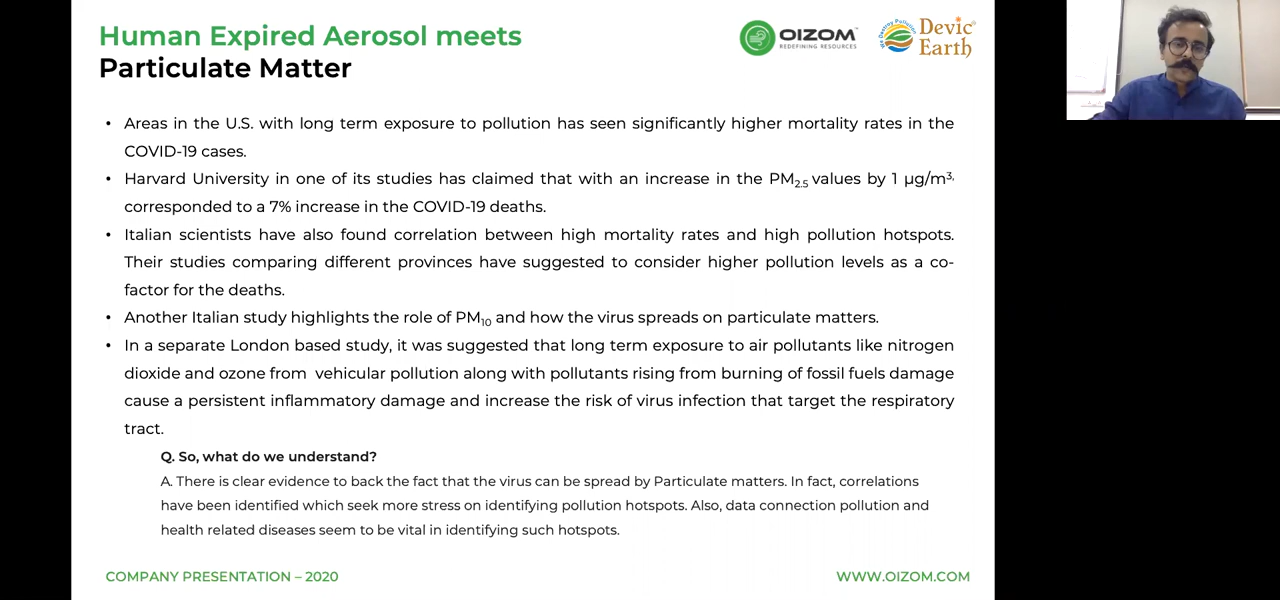 Human Expired Aerosol meets
Particulate Matter
OIZOM
REDEFINING RESOURCES
We Destroy Pollution
Devic
Earth
• Areas in the U.S. with long term exposure to pollution has seen significantly higher mortality rates in the
COVID-19 cases.
• Harvard University in one of its studies has claimed that with an increase in the PM2.5 values by 1 µg/m3,
corresponded to a 7% increase in the COVID-19 deaths.
• Italian scientists have also found correlation between high mortality rates and high pollution hotspots.
Their studies comparing different provinces have suggested to consider higher pollution levels as a co-
factor for the deaths.
• Another Italian study highlights the role of PM10 and how the virus spreads on particulate matters.
• In a separate London based study, it was suggested that long term exposure to air pollutants like nitrogen
dioxide and ozone from vehicular pollution along with pollutants rising from burning of fossil fuels damage
cause a persistent inflammatory damage and increase the risk of virus infection that target the respiratory
tract.
Q. So, what do we understand?
A. There is clear evidence to back the fact that the virus can be spread by Particulate matters. In fact, correlations
have been identified which seek more stress on identifying pollution hotspots. Also, data connection pollution and
health related diseases seem to be vital in identifying such hotspots.
COMPANY PRESENTATION – 2020
WWW.OIZOM.COM